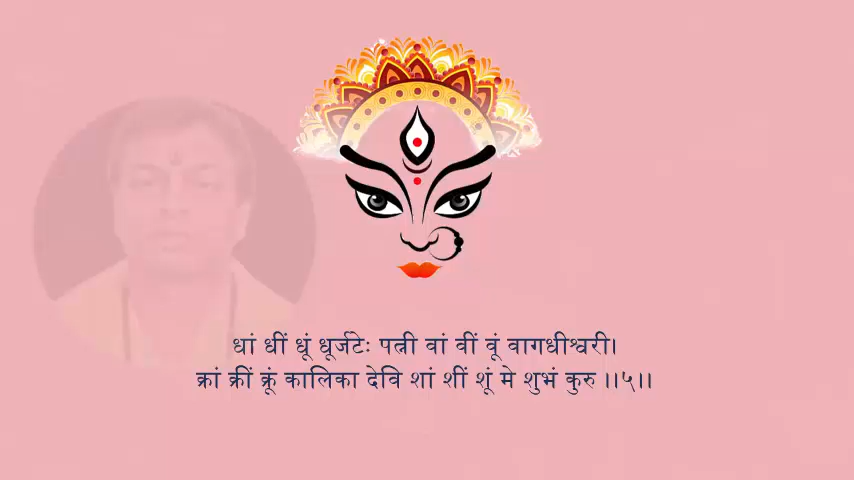 धां धीं धूं धूर्जटेः पत्नी वां वीं वूं वागधीश्वरी।
क्रां क्रीं क्रूं कालिका देवि शां शीं शूं मे शुभं कुरु ।।५।।